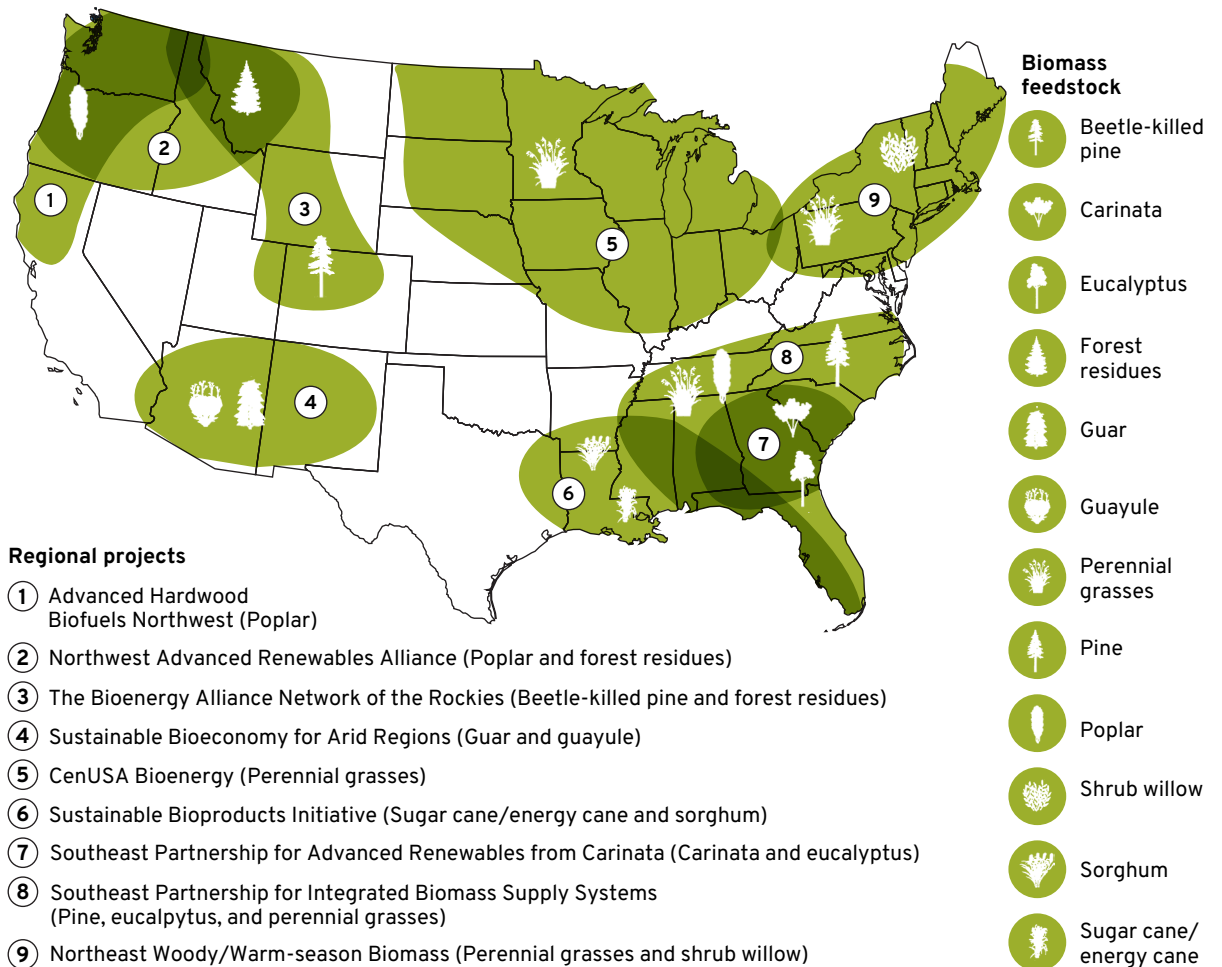 2
1
3
5
9
4
8
7
6
Biomass
feedstock
Beetle-killed
pine
Carinata
Eucalyptus
Forest
residues
Guar
Guayule
Perennial
grasses
Pine
Poplar
Shrub willow
Sorghum
Sugar cane/
energy cane
Regional projects
1 Advanced Hardwood
Biofuels Northwest (Poplar)
2 Northwest Advanced Renewables Alliance (Poplar and forest residues)
3 The Bioenergy Alliance Network of the Rockies (Beetle-killed pine and forest residues)
4 Sustainable Bioeconomy for Arid Regions (Guar and guayule)
5 CenUSA Bioenergy (Perennial grasses)
6 Sustainable Bioproducts Initiative (Sugar cane/energy cane and sorghum)
7 Southeast Partnership for Advanced Renewables from Carinata (Carinata and eucalyptus)
8 Southeast Partnership for Integrated Biomass Supply Systems
(Pine, eucalpytus, and perennial grasses)
9 Northeast Woody/Warm-season Biomass (Perennial grasses and shrub willow)